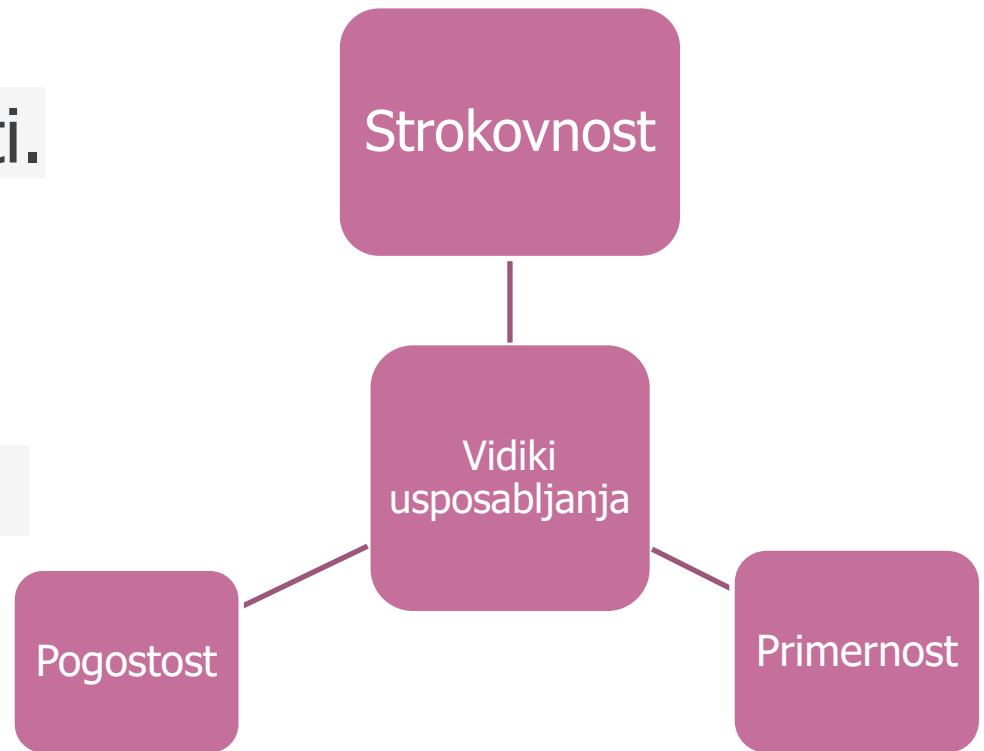 ti.
Strokovnost
Vidiki
usposabljanja
Pogostost
Primernost